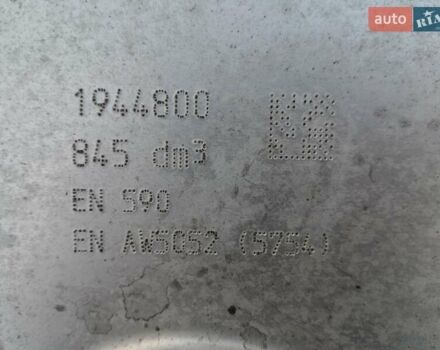 auto RIA
1944800
845 dm³
EN 590
EN AW5052 (5754)